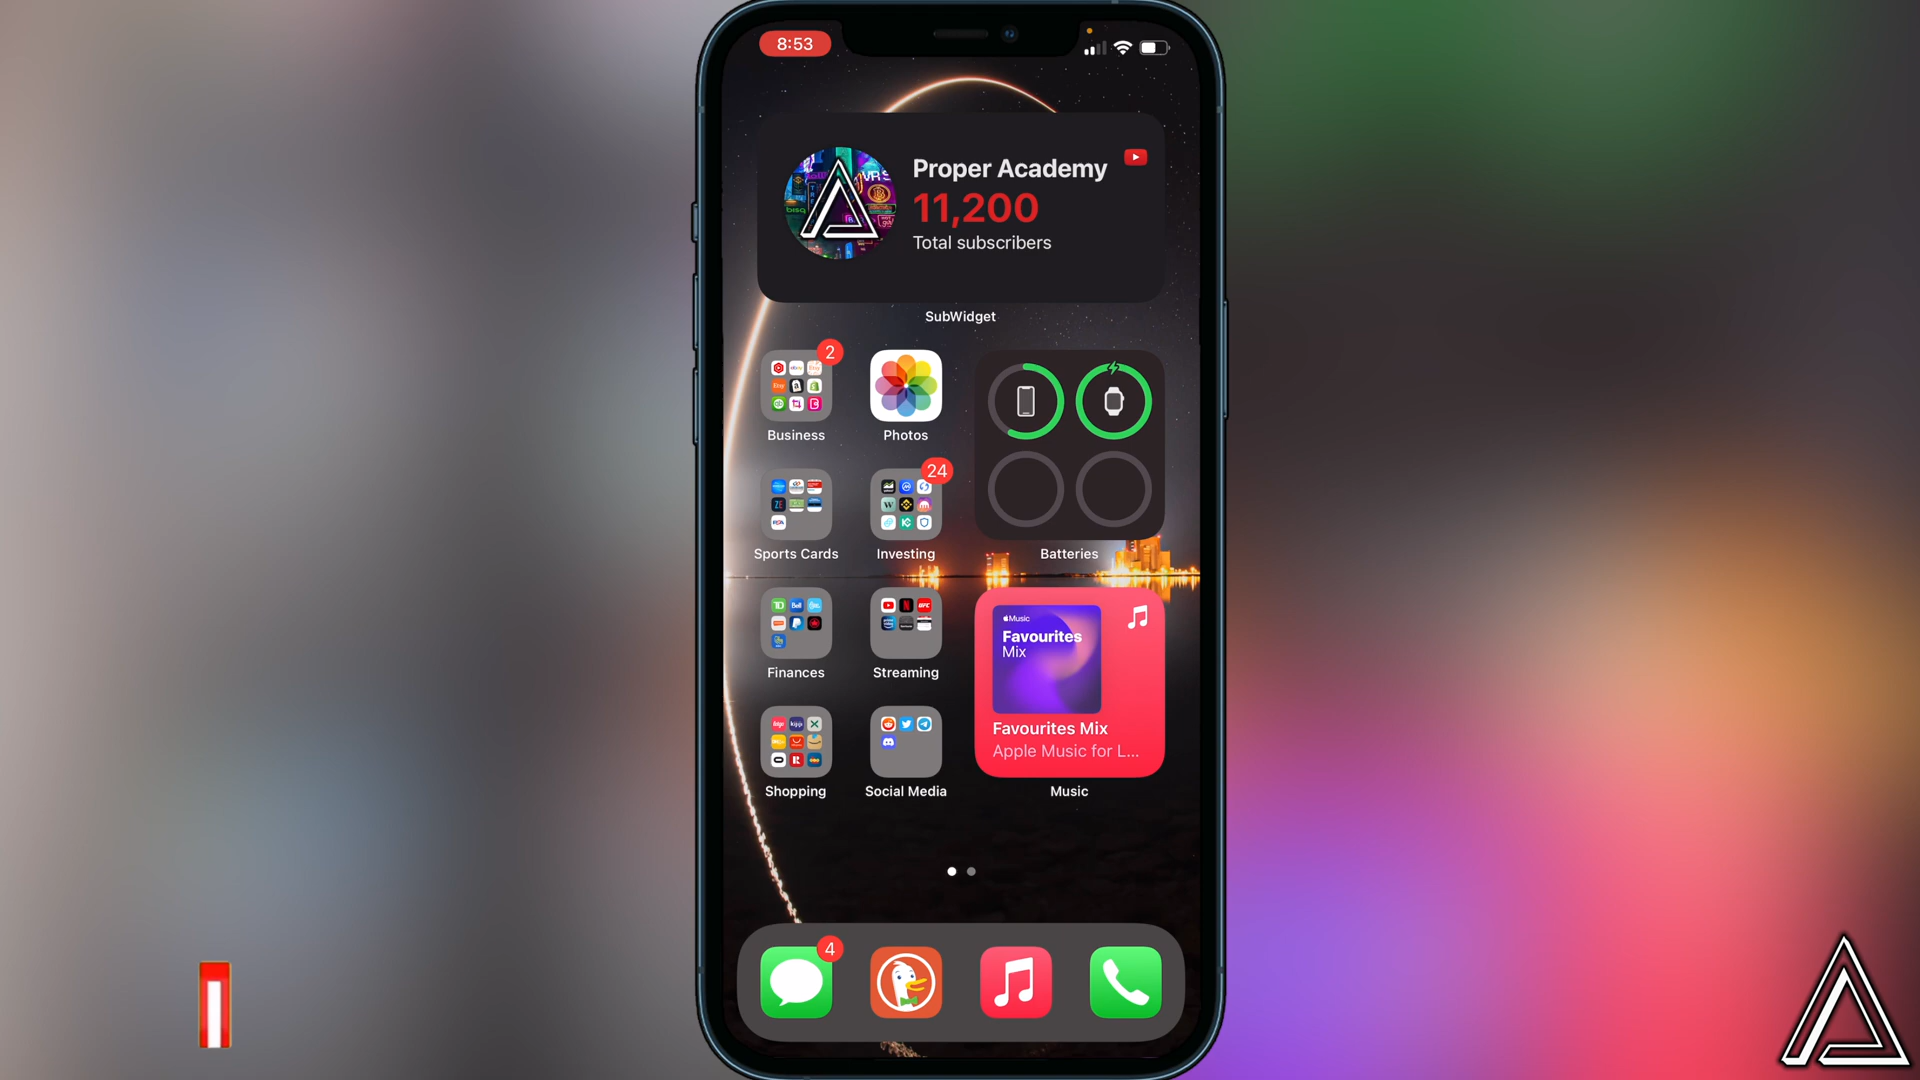 8:53
Proper Academy
11,200
Total subscribers
SubWidget
2
Business
Photos
24
Sports Cards
Investing
Batteries
Music
Favourites
Mix
Favourites Mix
Apple Music for L...
Finances
Streaming
Shopping
Social Media
Music
4